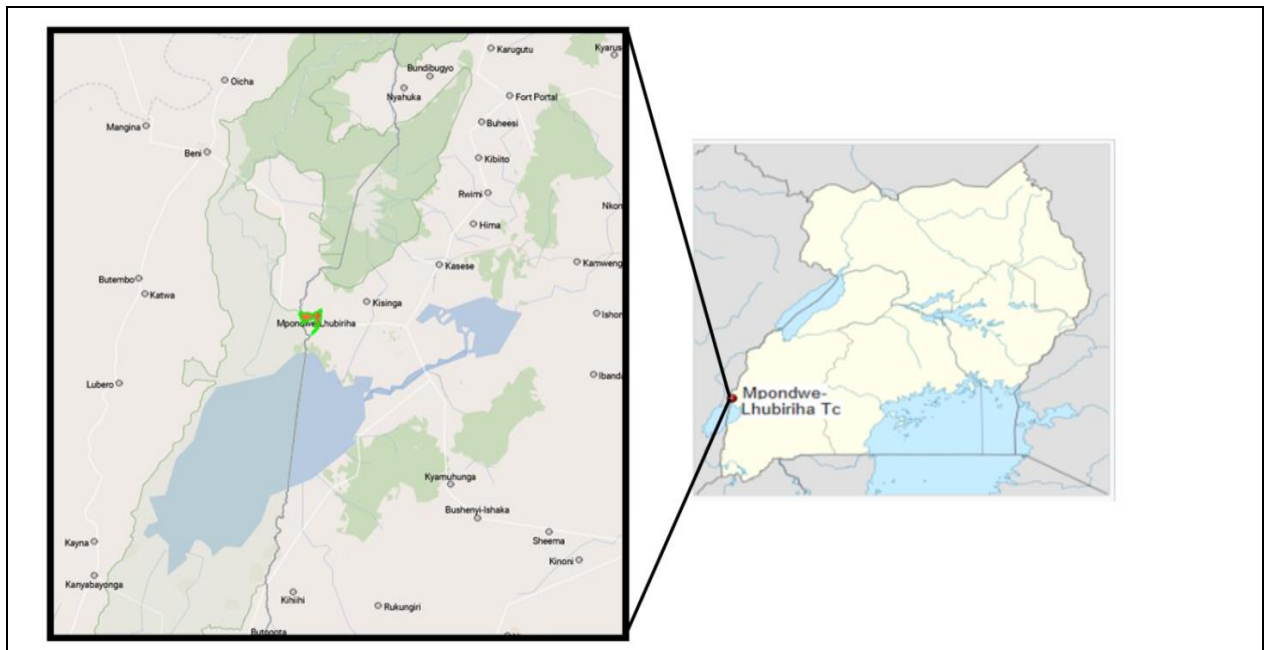 Karugutu
Kyarus
Bundibugyo
Oicha
Nyahuka
Fort Portal
Mangina
Buheesi
Beni
Kibiito
Rwimi
Nkon
Hima
Kasese
Kamweng
Butembo
Katwa
Kisinga
Ishon
Mpondwe-Lhubiriha
Lubero
Ibanda
Kyamuhunga
Bushenyi-Ishaka
Sheema
Kayna
Kinoni
Kanyabayonga
Kihiihi
Rukungiri
Butogota
Mpondwe-
Lhubiriha Tc